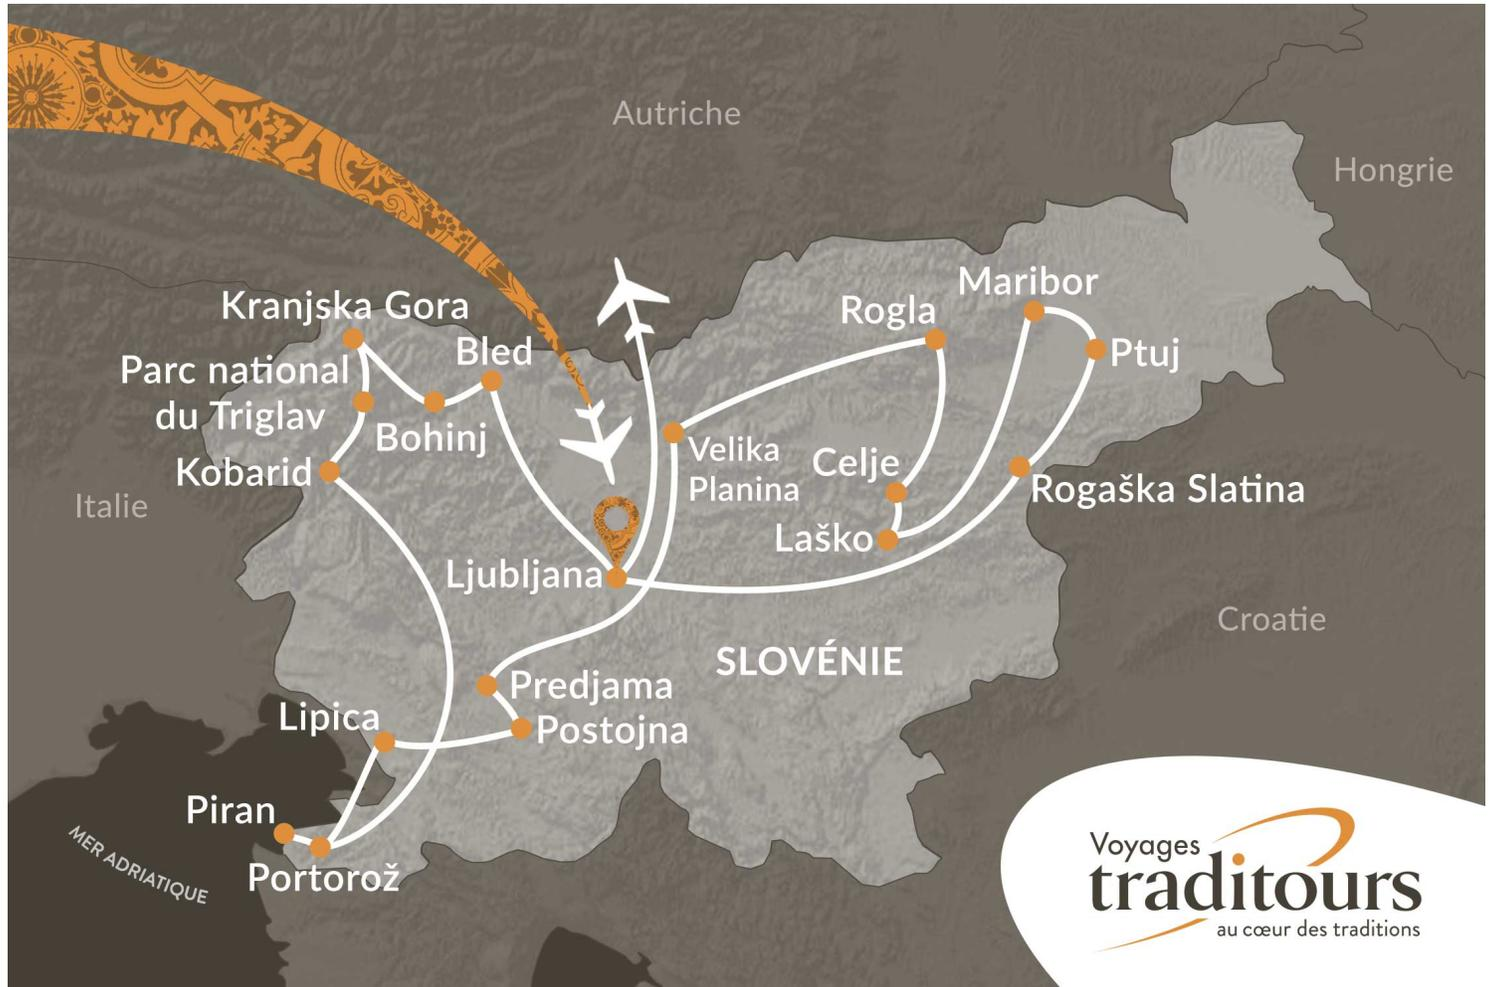 Autriche
Hongrie
Kranjska Gora
Maribor
Rogla
Bled
Ptuj
Parc national
du Triglav
Bohinj
Velika
Planina
Celje
Kobarid
Rogaška Slatina
Italie
Laško
Ljubljana
Croatie
SLOVÉNIE
Predjama
Lipica
Postojna
Piran
Portorož
MER ADRIATIQUE
Voyages
traditours
au cœur des traditions